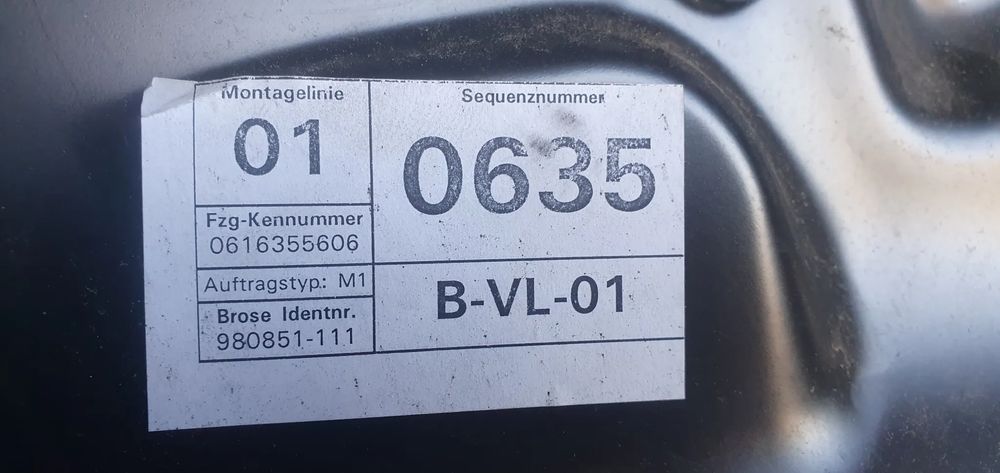 Montagelinie
01
Fzg-Kennummer
0616355606
Auftragstyp: M1
Brose Identnr.
980851-111
Sequenznummer
0635
B-VL-01